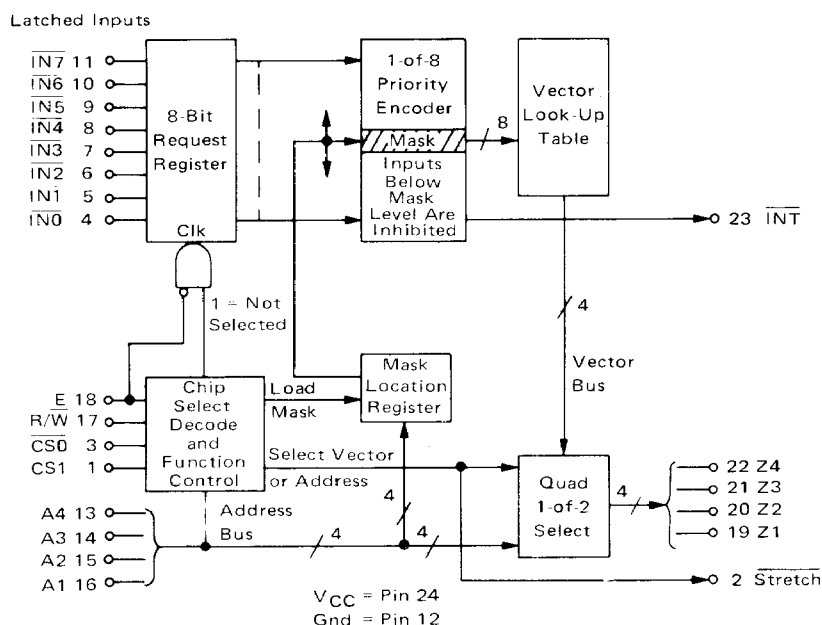 Latched Inputs
IN7 11
IN6 10
IN5 9
IN4 8
IN3 7
IN2 6
IN1 5
IN0 4
8-Bit
Request
Register
Clk
1-of-8
Priority
Encoder
Mask
Inputs
Below
Mask
Level Are
Inhibited
8
Vector
Look-Up
Table
23 INT
1 = Not
Selected
4
Vector
Bus
E 18
R/W 17
CS0 3
CS1 1
Chip
Select
Decode
and
Function
Control
Load
Mask
Mask
Location
Register
Select Vector
or Address
4
Quad
1-of-2
Select
4
22 Z4
21 Z3
20 Z2
19 Z1
A4 13
A3 14
A2 15
A1 16
Address
Bus
4
4
2 Stretch
VCC = Pin 24
Gnd = Pin 12